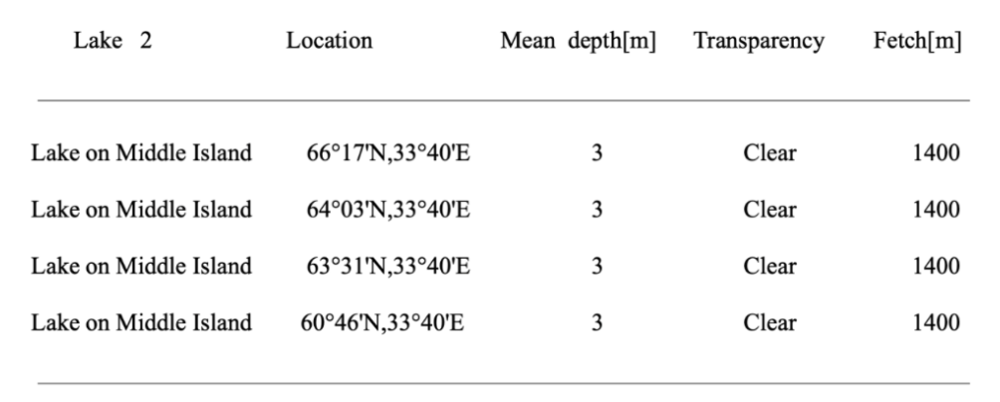 Lake 2 Location Mean depth[m] Transparency Fetch[m]
Lake on Middle Island 66°17'N,33°40'E 3 Clear 1400
Lake on Middle Island 64°03'N,33°40'E 3 Clear 1400
Lake on Middle Island 63°31'N,33°40'E 3 Clear 1400
Lake on Middle Island 60°46'N,33°40'E 3 Clear 1400